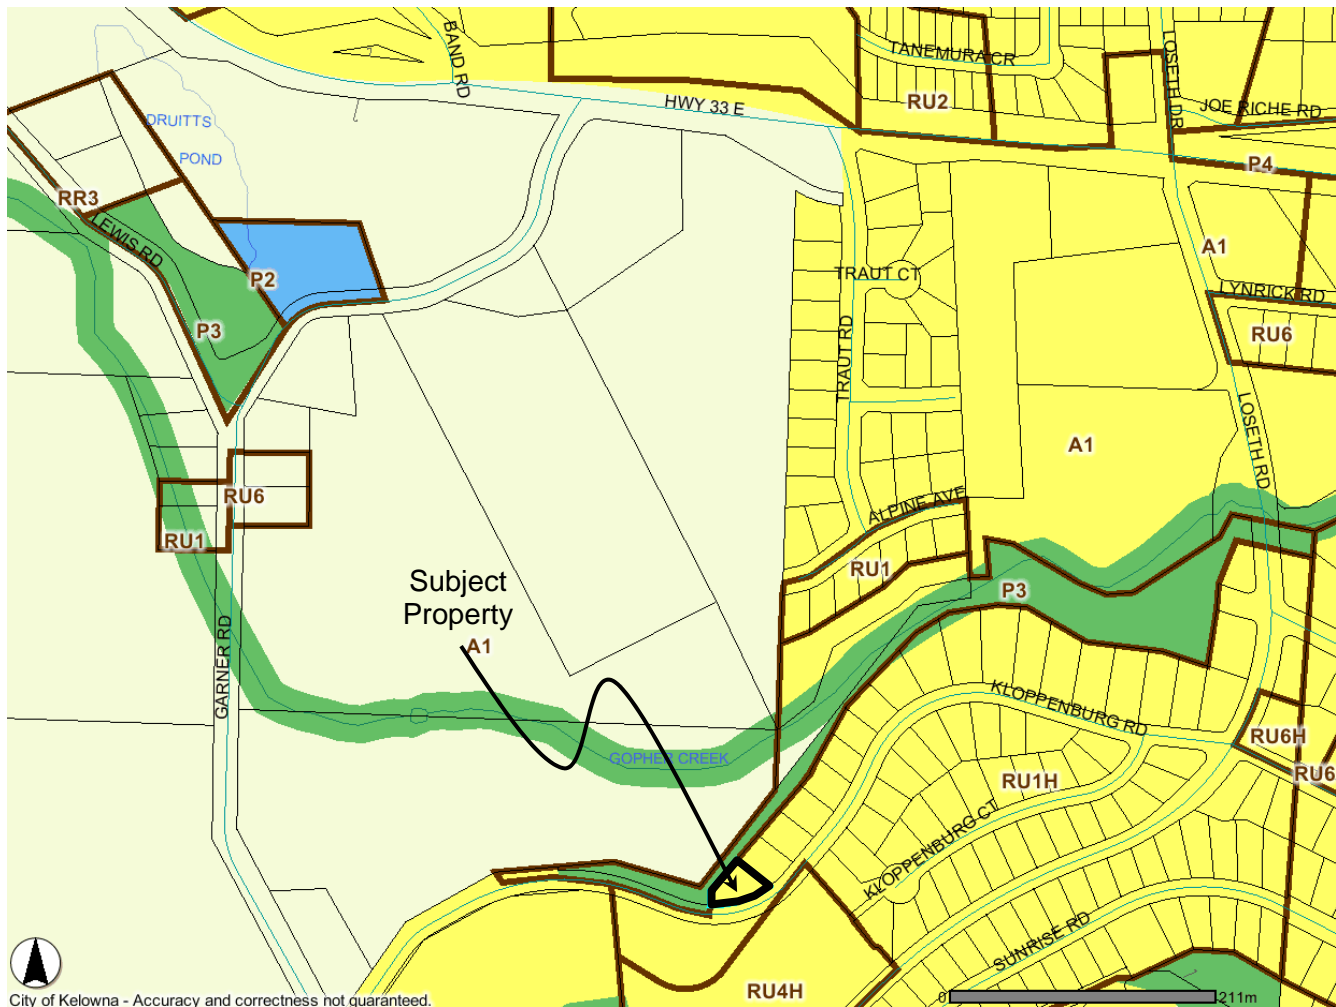 BAND RD
TANEMURA CR
LOSETH DR
HWY 33 E
RU2
JOE RICHE RD
DRUITTS
POND
P4
RR3
LEWIS RD
A1
P2
TRAUT CT
LYNRICK RD
P3
RU6
TRAUT RD
LOSETH RD
A1
RU6
ALPINE AVE
RU1
RU1
P3
Subject
Property
A1
GARNER RD
KLOPPENBURG RD
RU6H
GOPHER CREEK
RU1H
RU6
KLOPPENBURG CT
SUNRISE RD
RU4H
0
211m
City of Kelowna - Accuracy and correctness not guaranteed.